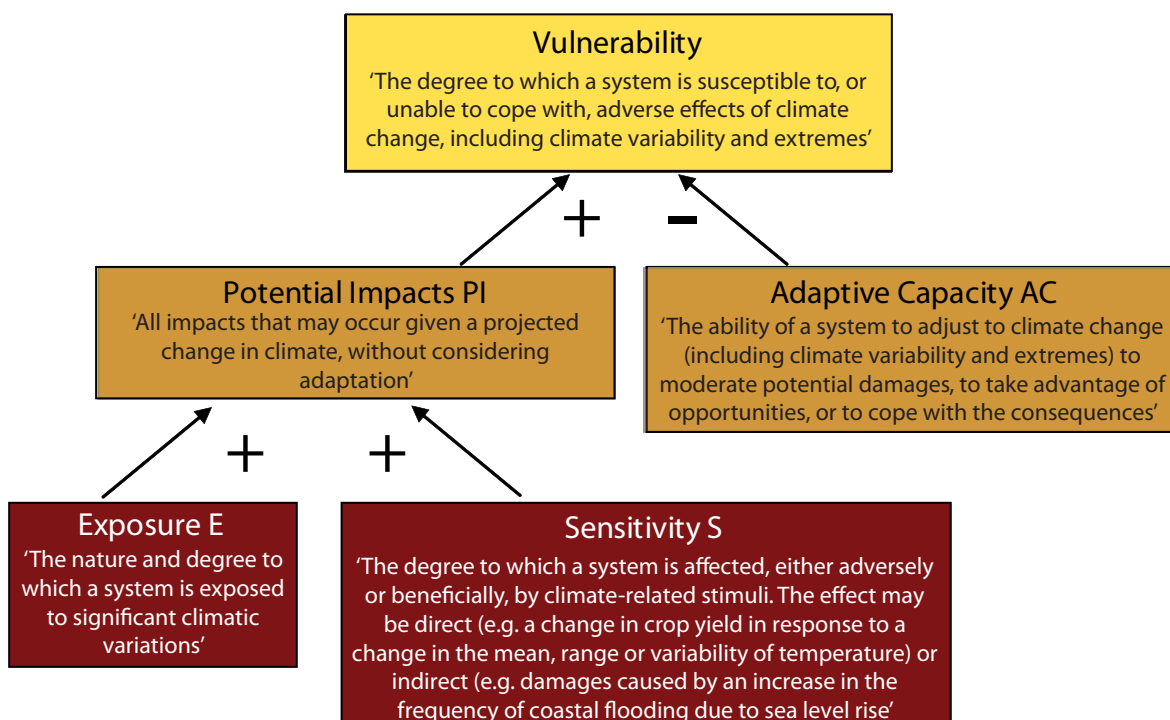 Vulnerability
‘The degree to which a system is susceptible to, or
unable to cope with, adverse effects of climate
change, including climate variability and extremes’
+ -
Potential Impacts PI
‘All impacts that may occur given a projected
change in climate, without considering
adaptation’
Adaptive Capacity AC
‘The ability of a system to adjust to climate change
(including climate variability and extremes) to
moderate potential damages, to take advantage of
opportunities, or to cope with the consequences’
+ +
Exposure E
‘The nature and degree to
which a system is exposed
to significant climatic
variations’
Sensitivity S
‘The degree to which a system is affected, either adversely
or beneficially, by climate-related stimuli. The effect may
be direct (e.g. a change in crop yield in response to a
change in the mean, range or variability of temperature) or
indirect (e.g. damages caused by an increase in the
frequency of coastal flooding due to sea level rise’